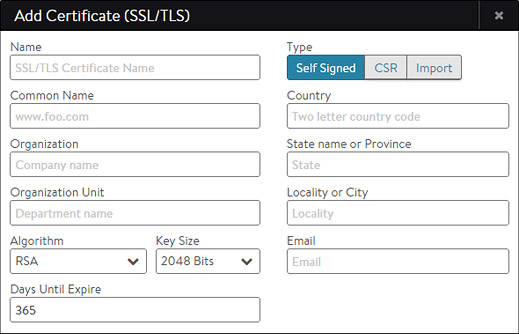 Add Certificate (SSL/TLS)
Name
SSL/TLS Certificate Name
Type
Self Signed CSR Import
Common Name
www.foo.com
Country
Two letter country code
Organization
Company name
State name or Province
State
Organization Unit
Department name
Locality or City
Locality
Algorithm
RSA
Key Size
2048 Bits
Email
Email
Days Until Expire
365